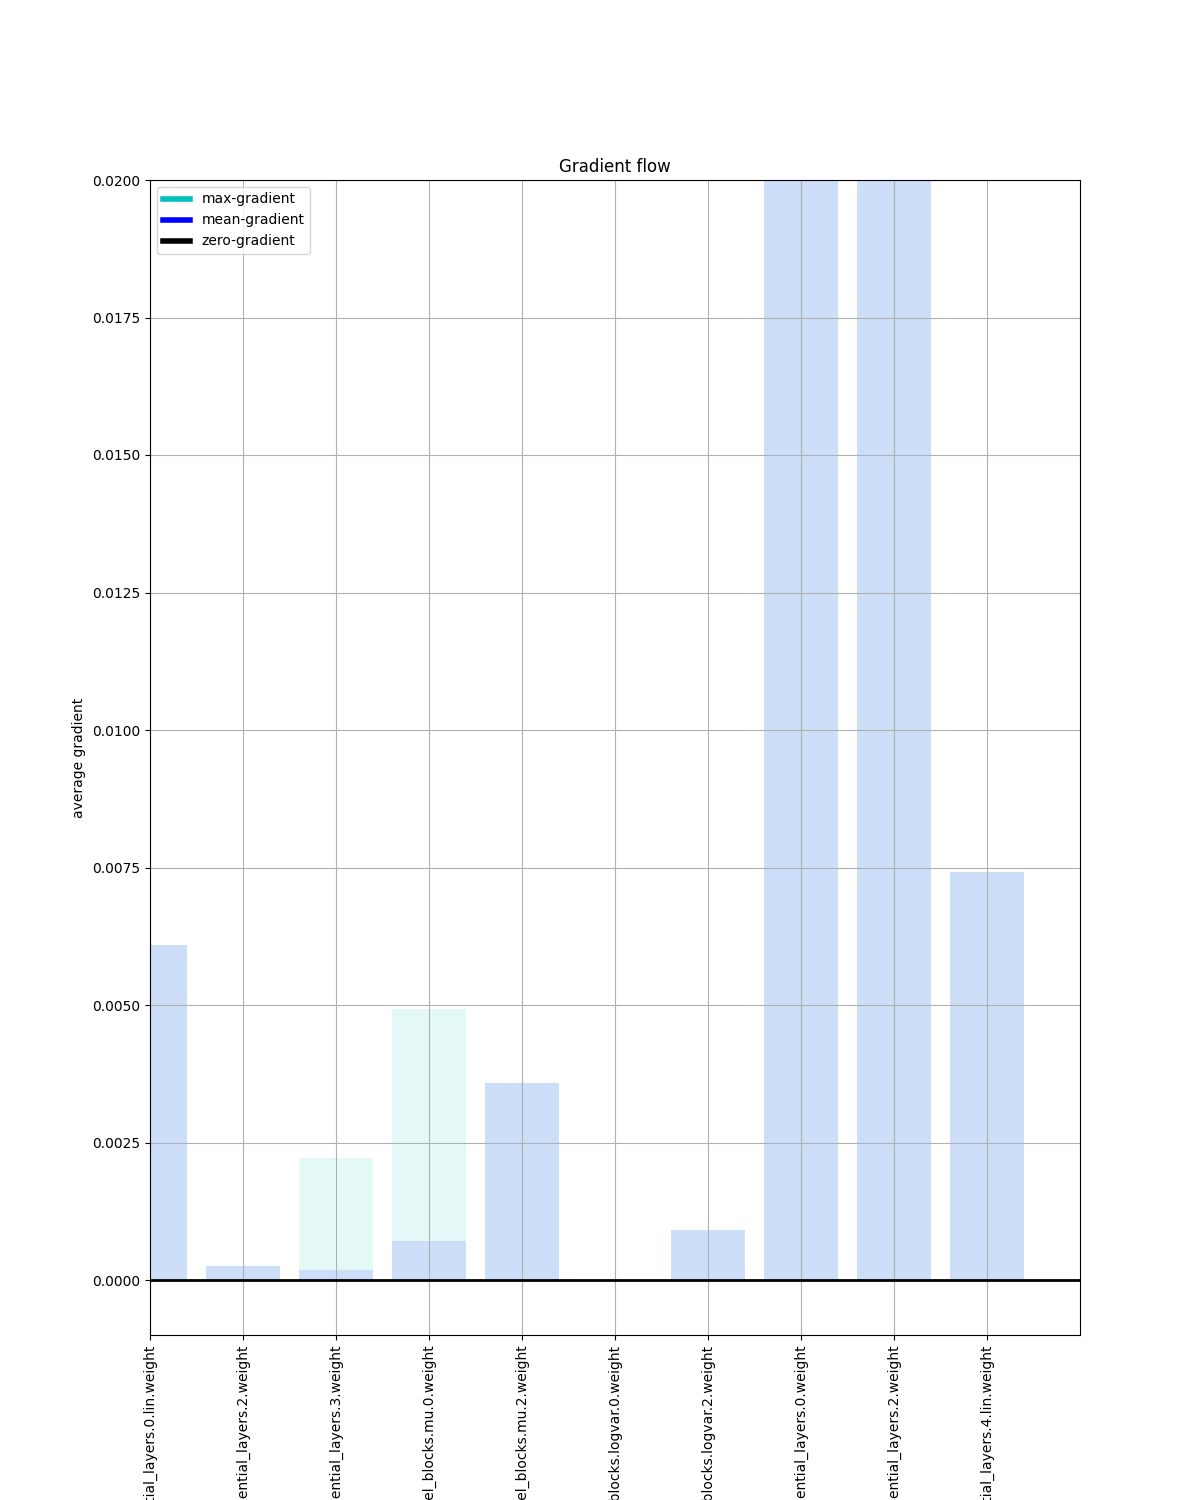 Gradient flow
max-gradient
mean-gradient
zero-gradient
0.0200
0.0175
0.0150
0.0125
0.0100
0.0075
0.0050
0.0025
0.0000
average gradient
tial_layers.0.lin.weight
ential_layers.2.weight
ential_layers.3.weight
el_blocks.mu.0.weight
el_blocks.mu.2.weight
blocks.logvar.0.weight
blocks.logvar.2.weight
ential_layers.0.weight
ential_layers.2.weight
tial_layers.4.lin.weight